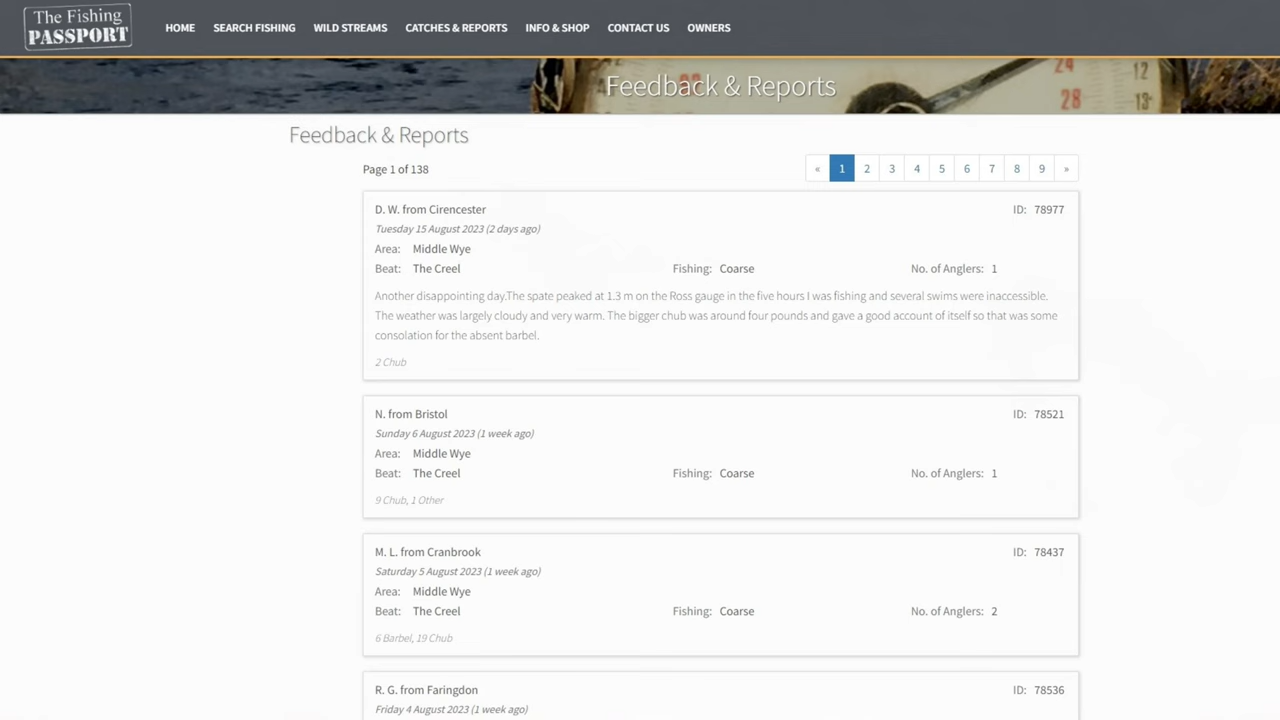 The Fishing
PASSPORT
HOME SEARCH FISHING WILD STREAMS CATCHES & REPORTS INFO & SHOP CONTACT US OWNERS
Feedback & Reports
24 12
28 13
Feedback & Reports
Page 1 of 138
« 1 2 3 4 5 6 7 8 9 »
D. W. from Cirencester ID: 78977
Tuesday 15 August 2023 (2 days ago)
Area: Middle Wye
Beat: The Creel Fishing: Coarse No. of Anglers: 1
Another disappointing day.The spate peaked at 1.3 m on the Ross gauge in the five hours I was fishing and several swims were inaccessible.
The weather was largely cloudy and very warm. The bigger chub was around four pounds and gave a good account of itself so that was some
consolation for the absent barbel.
2 Chub
N. from Bristol ID: 78521
Sunday 6 August 2023 (1 week ago)
Area: Middle Wye
Beat: The Creel Fishing: Coarse No. of Anglers: 1
9 Chub, 1 Other
M. L. from Cranbrook ID: 78437
Saturday 5 August 2023 (1 week ago)
Area: Middle Wye
Beat: The Creel Fishing: Coarse No. of Anglers: 2
6 Barbel, 19 Chub
R. G. from Faringdon ID: 78536
Friday 4 August 2023 (1 week ago)